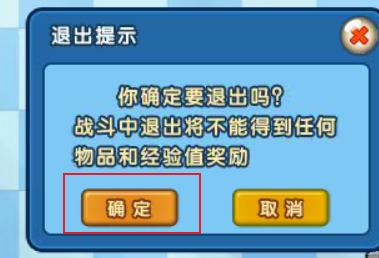 退出提示
你确定要退出吗?
战斗中退出将不能得到任何
物品和经验值奖励
确定
取消